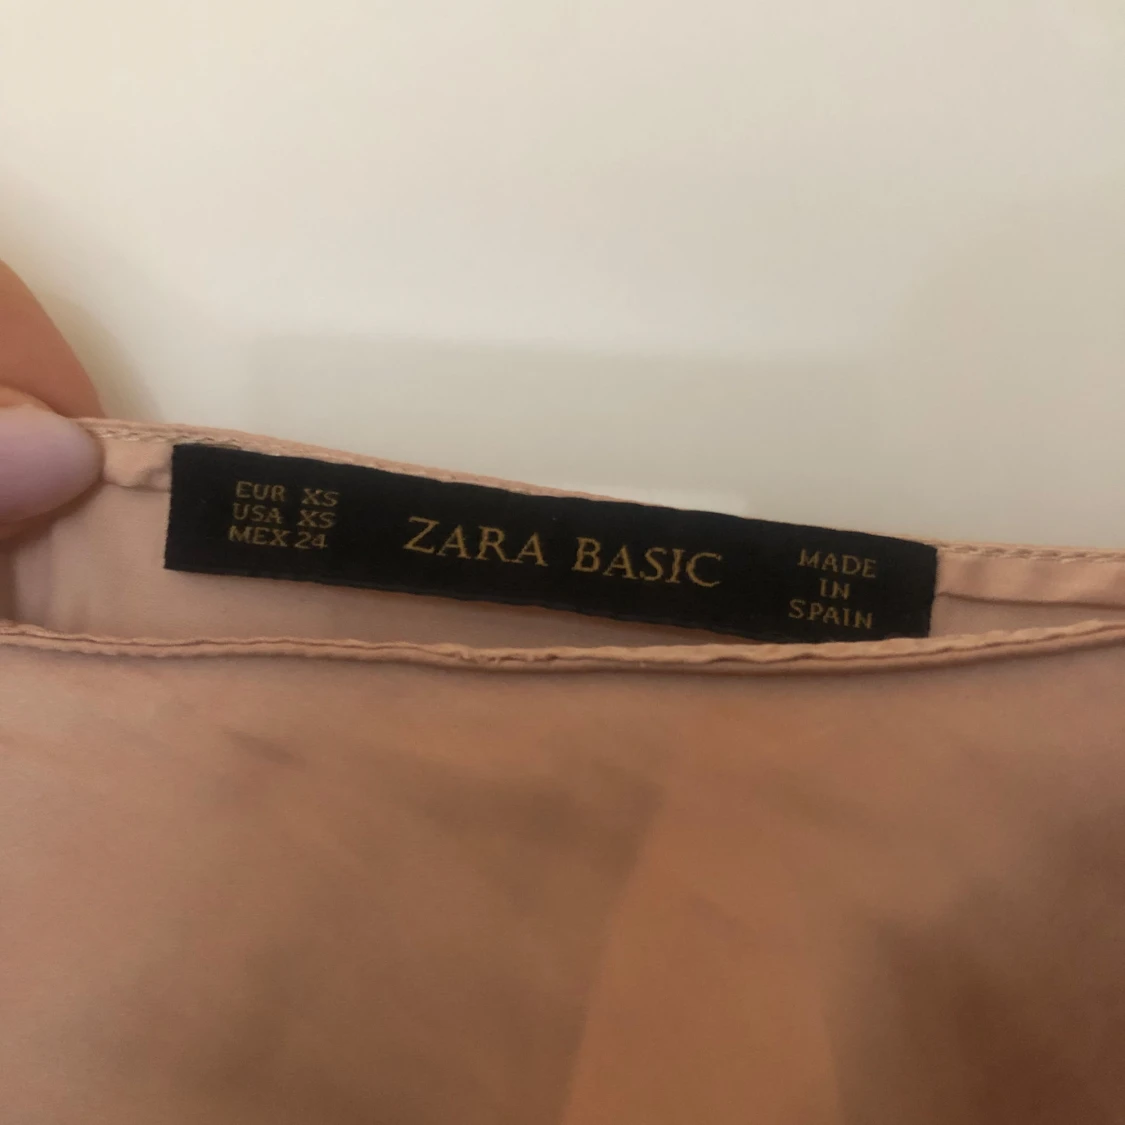 EUR XS
USA XS
MEX 24
ZARA BASIC
MADE
IN
SPAIN